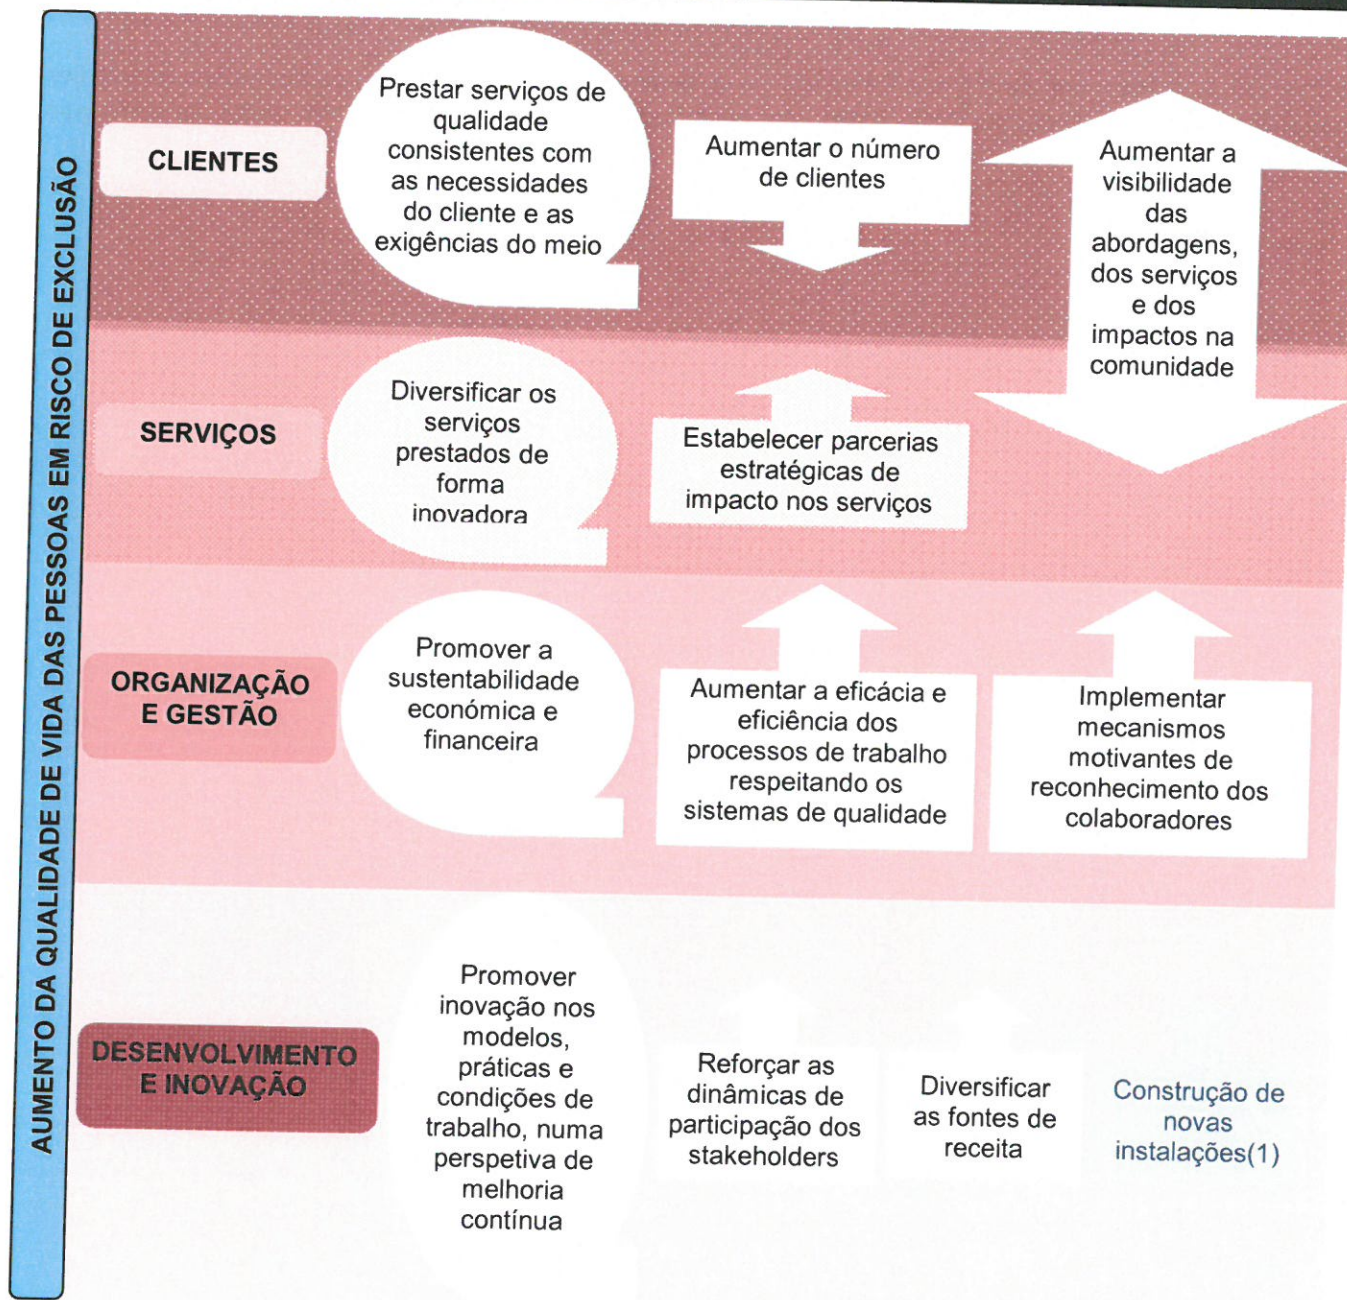 AUMENTO DA QUALIDADE DE VIDA DAS PESSOAS EM RISCO DE EXCLUSÃO
CLIENTES
Prestar serviços de
qualidade
consistentes com
as necessidades
do cliente e as
exigências do meio
Aumentar o número
de clientes
Aumentar a
visibilidade
das
abordagens,
dos serviços
e dos
impactos na
comunidade
SERVIÇOS
Diversificar os
serviços
prestados de
forma
inovadora
Estabelecer parcerias
estratégicas de
impacto nos serviços
ORGANIZAÇÃO
E GESTÃO
Promover a
sustentabilidade
económica e
financeira
Aumentar a eficácia e
eficiência dos
processos de trabalho
respeitando os
sistemas de qualidade
Implementar
mecanismos
motivantes de
reconhecimento dos
colaboradores
DESENVOLVIMENTO
E INOVAÇÃO
Promover
inovação nos
modelos,
práticas e
condições de
trabalho, numa
perspetiva de
melhoria
contínua
Reforçar as
dinâmicas de
participação dos
stakeholders
Diversificar
as fontes de
receita
Construção de
novas
instalações(1)